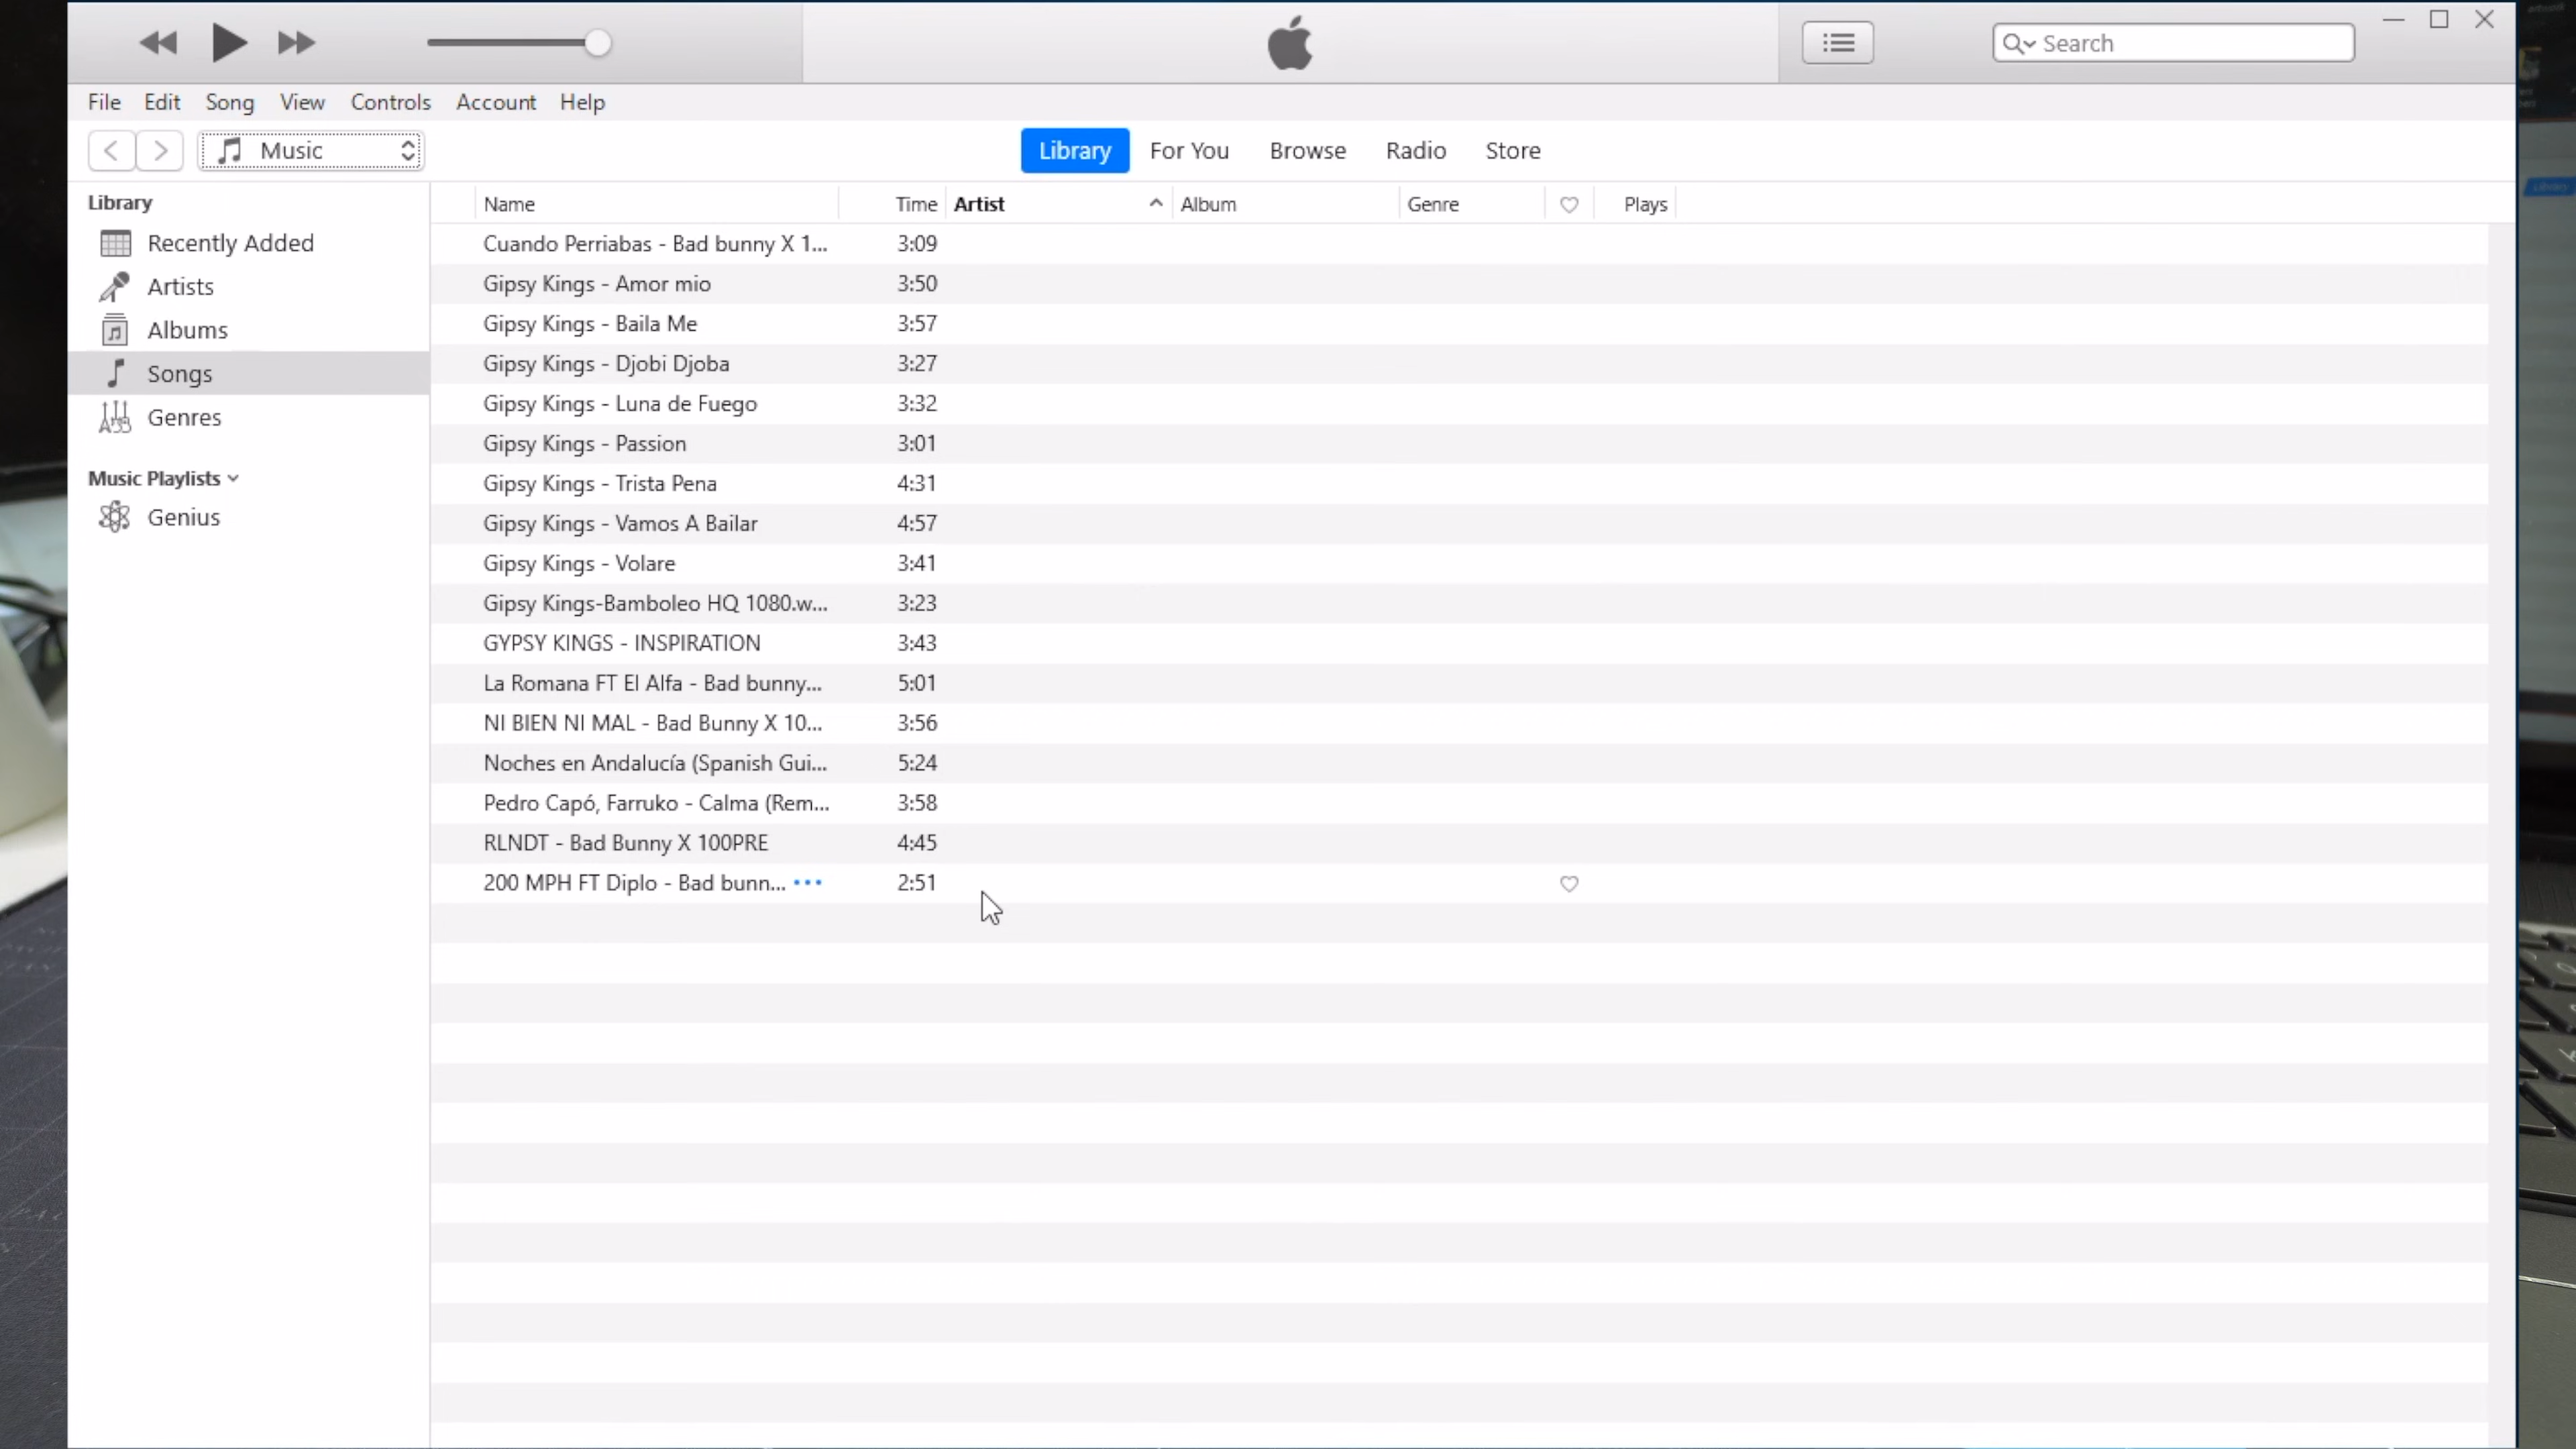 Search
File Edit Song View Controls Account Help
Music
Library For You Browse Radio Store
Library
Recently Added
Artists
Albums
Songs
Genres
Music Playlists
Genius
Name Time Artist Album Genre Plays
Cuando Perriabas - Bad bunny X 1... 3:09
Gipsy Kings - Amor mio 3:50
Gipsy Kings - Baila Me 3:57
Gipsy Kings - Djobi Djoba 3:27
Gipsy Kings - Luna de Fuego 3:32
Gipsy Kings - Passion 3:01
Gipsy Kings - Trista Pena 4:31
Gipsy Kings - Vamos A Bailar 4:57
Gipsy Kings - Volare 3:41
Gipsy Kings-Bamboleo HQ 1080.w... 3:23
GYPSY KINGS - INSPIRATION 3:43
La Romana FT El Alfa - Bad bunny... 5:01
NI BIEN NI MAL - Bad Bunny X 10... 3:56
Noches en Andalucía (Spanish Gui... 5:24
Pedro Capó, Farruko - Calma (Rem... 3:58
RLNDT - Bad Bunny X 100PRE 4:45
200 MPH FT Diplo - Bad bunn... ••• 2:51